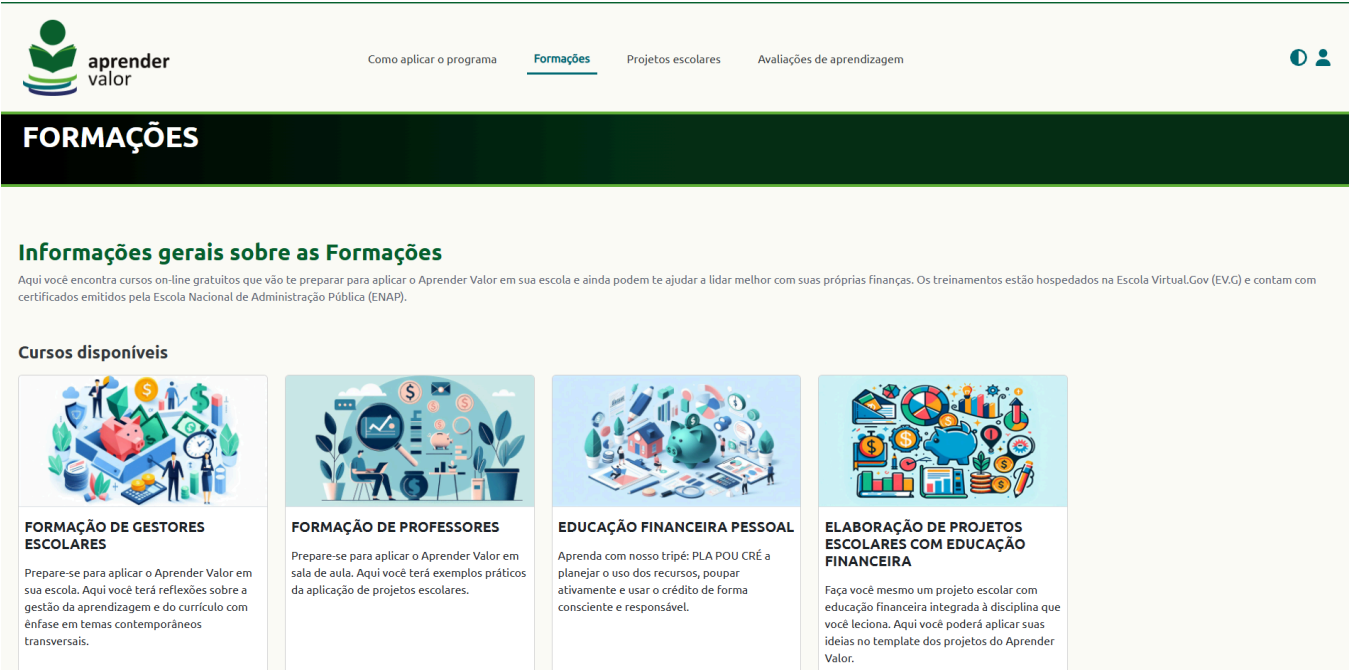 aprender
valor
Como aplicar o programa
Formações
Projetos escolares
Avaliações de aprendizagem
FORMAÇÕES
Informações gerais sobre as Formações
Aqui você encontra cursos on-line gratuitos que vão te preparar para aplicar o Aprender Valor em sua escola e ainda podem te ajudar a lidar melhor com suas próprias finanças. Os treinamentos estão hospedados na Escola Virtual.Gov (EV.G) e contam com
certificados emitidos pela Escola Nacional de Administração Pública (ENAP).
Cursos disponíveis
FORMAÇÃO DE GESTORES
ESCOLARES
Prepare-se para aplicar o Aprender Valor em
sua escola. Aqui você terá reflexões sobre a
gestão da aprendizagem e do currículo com
ênfase em temas contemporâneos
transversais.
FORMAÇÃO DE PROFESSORES
Prepare-se para aplicar o Aprender Valor em
sala de aula. Aqui você terá exemplos práticos
da aplicação de projetos escolares.
EDUCAÇÃO FINANCEIRA PESSOAL
Aprenda com nosso tripé: PLA POU CRÉ a
planejar o uso dos recursos, poupar
ativamente e usar o crédito de forma
consciente e responsável.
ELABORAÇÃO DE PROJETOS
ESCOLARES COM EDUCAÇÃO
FINANCEIRA
Faça você mesmo um projeto escolar com
educação financeira integrada à disciplina que
você leciona. Aqui você poderá aplicar suas
ideias no template dos projetos do Aprender
Valor.